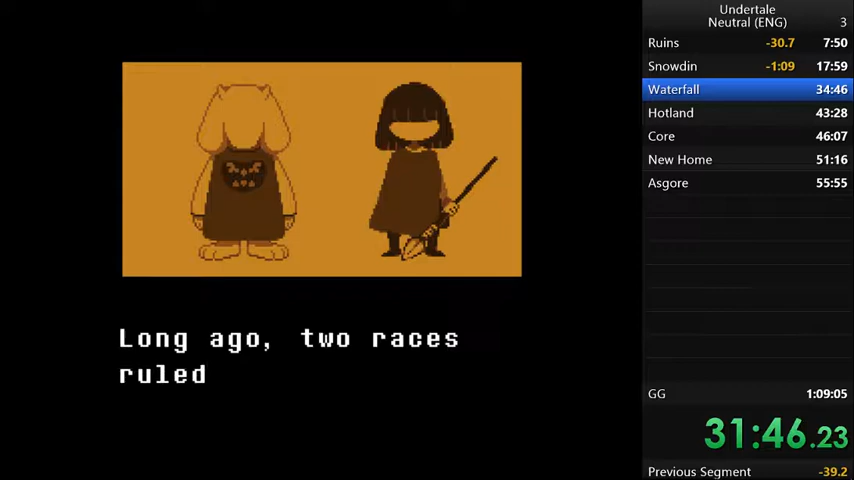 Undertale
Neutral (ENG) 3
Ruins -30.7 7:50
Snowdin -1:09 17:59
Waterfall 34:46
Hotland 43:28
Core 46:07
New Home 51:16
Asgore 55:55
Long ago, two races
ruled
GG 1:09:05
31:46.23
Previous Segment -39.2